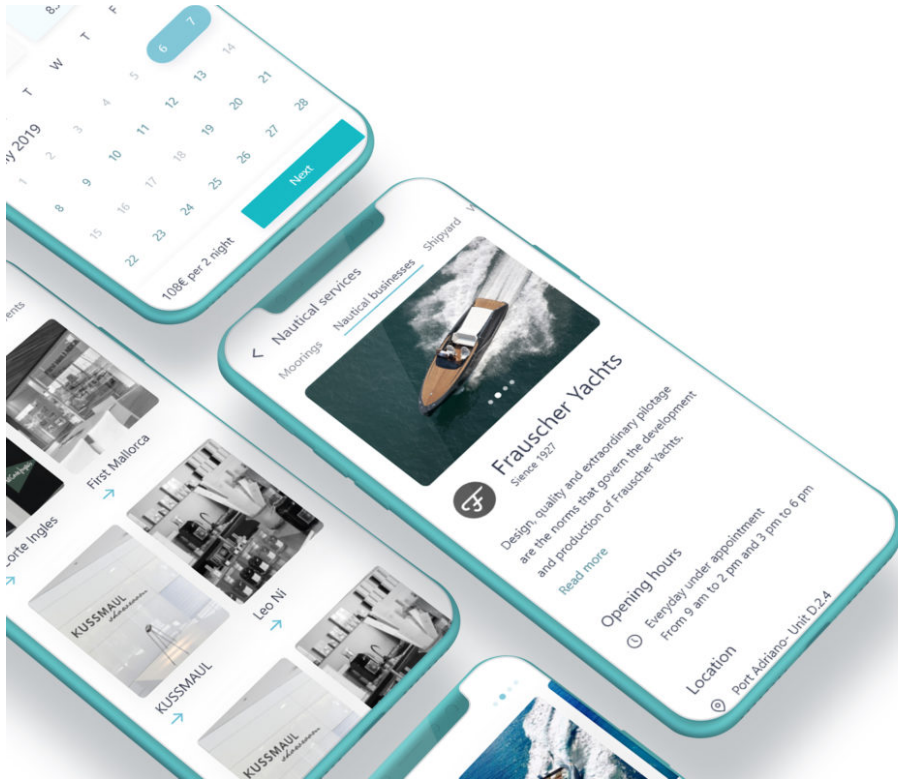 T
F
W
T
6 7
y 2019
1 2 3 4 5
8 9 10 11 12 13 14
15 16 17 18 19 20 21
22 23 24 25 26 27 28
Next
108€ per 2 night
Nautical services
Moorings Nautical businesses Shipyard
Frauscher Yachts
Sience 1927
Design, quality and extraordinary pilotage
are the norms that govern the development
and production of Frauscher Yachts.
Read more
Opening hours
Everyday under appointment
From 9 am to 2 pm and 3 pm to 6 pm
Location
Port Adriano- Unit D.2.4
ents
First Mallorca
Corte Ingles
KUSSMAUL
showroom
Leo Ni
KUSSMAUL
KUSSMAUL
showroom